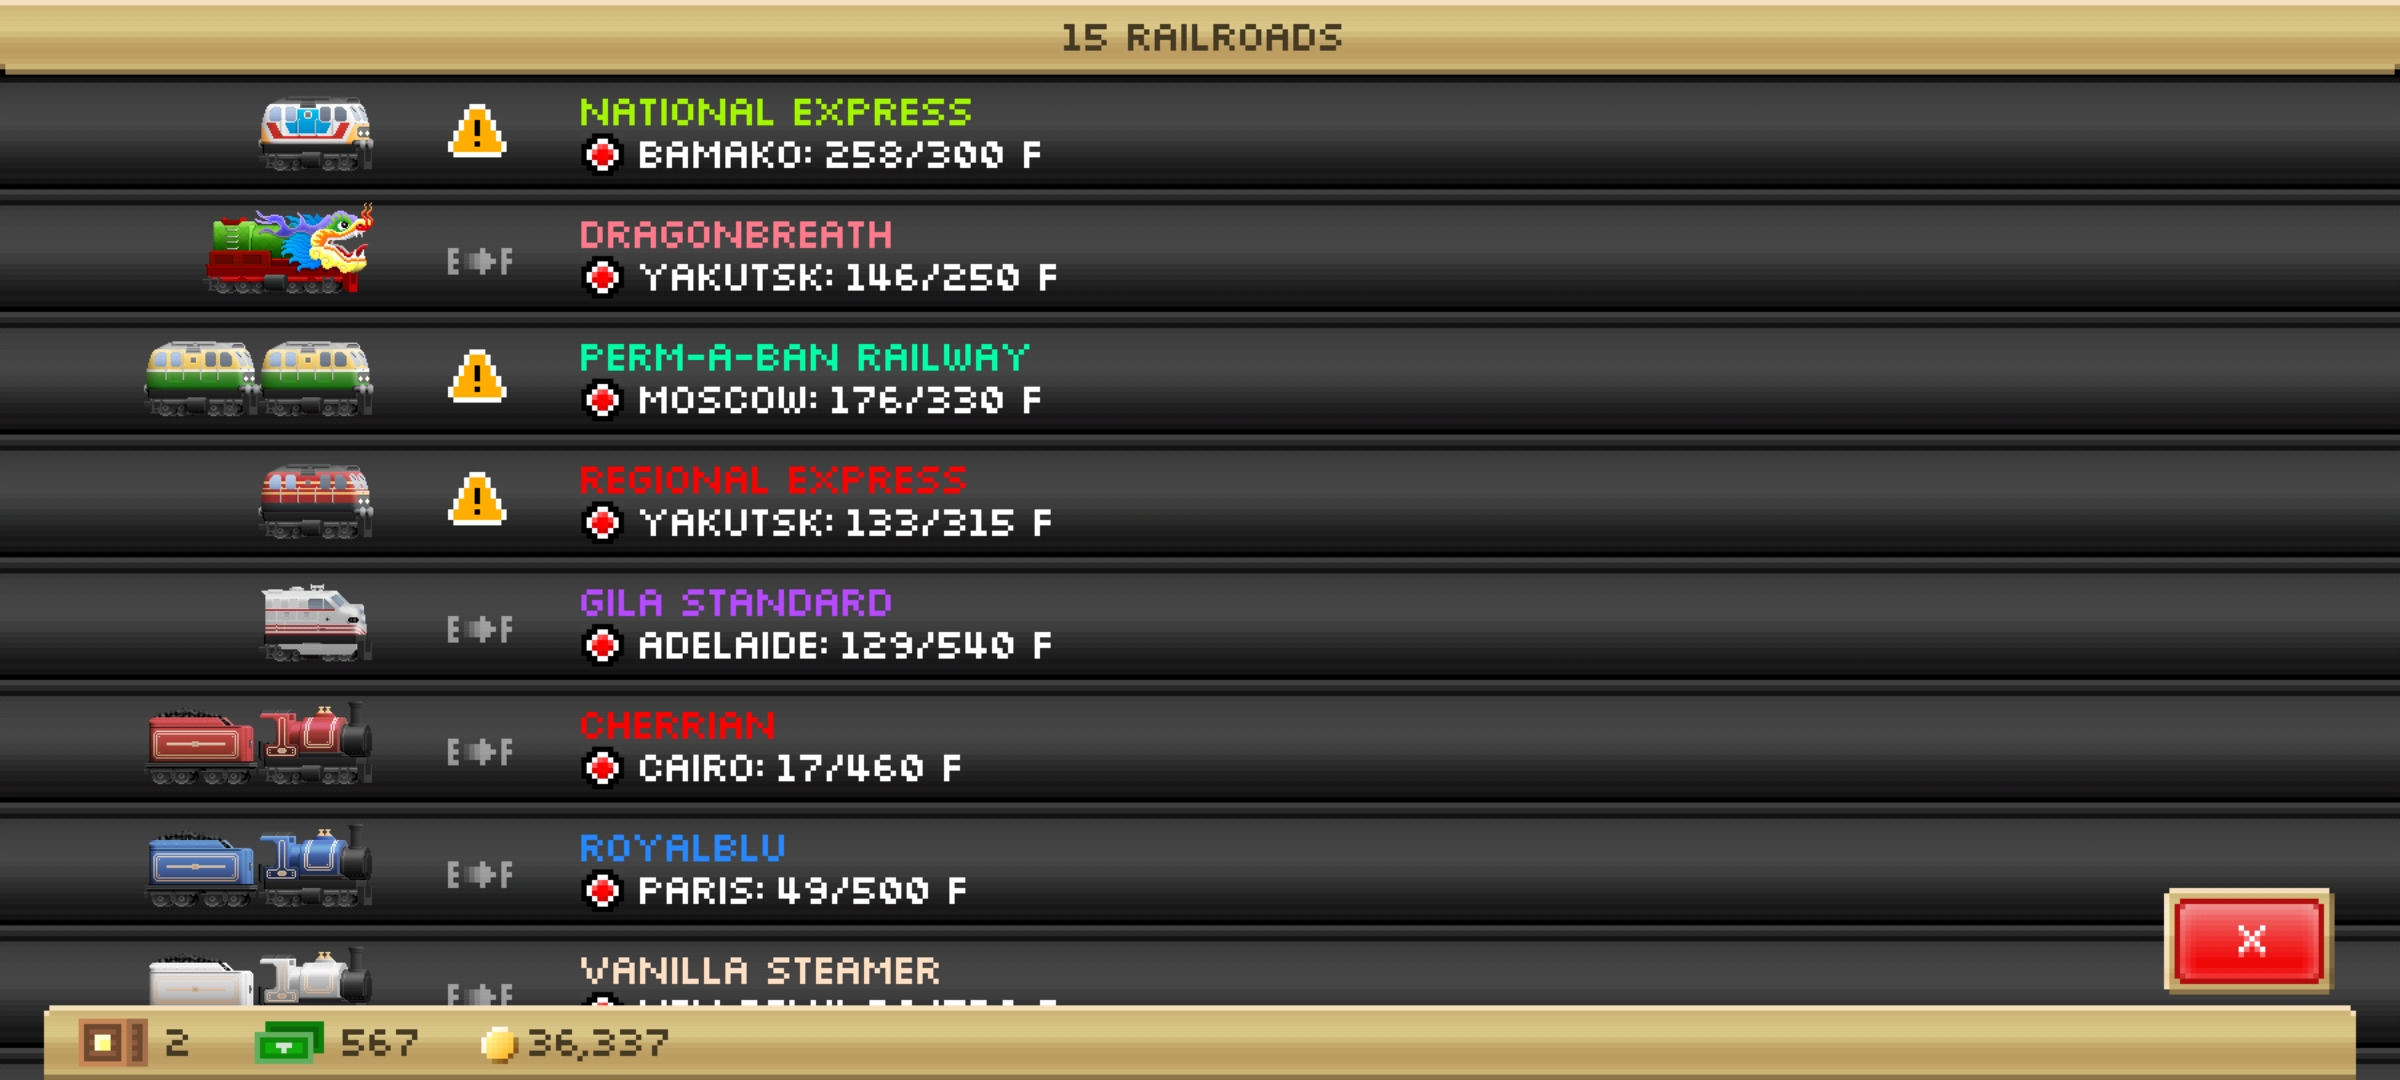 15 RAILROADS
NATIONAL EXPRESS
BAMAKO: 258/300 F
DRAGONBREATH
E F
YAKUTSK: 146/250 F
PERM-A-BAN RAILWAY
MOSCOW: 176/330 F
REGIONAL EXPRESS
YAKUTSK: 133/315 F
GILA STANDARD
E F
ADELAIDE: 129/540 F
CHERRIAN
E F
CAIRO: 17/460 F
ROYALBLU
E F
PARIS: 49/500 F
X
VANILLA STEAMER
E F
2 567 36,337